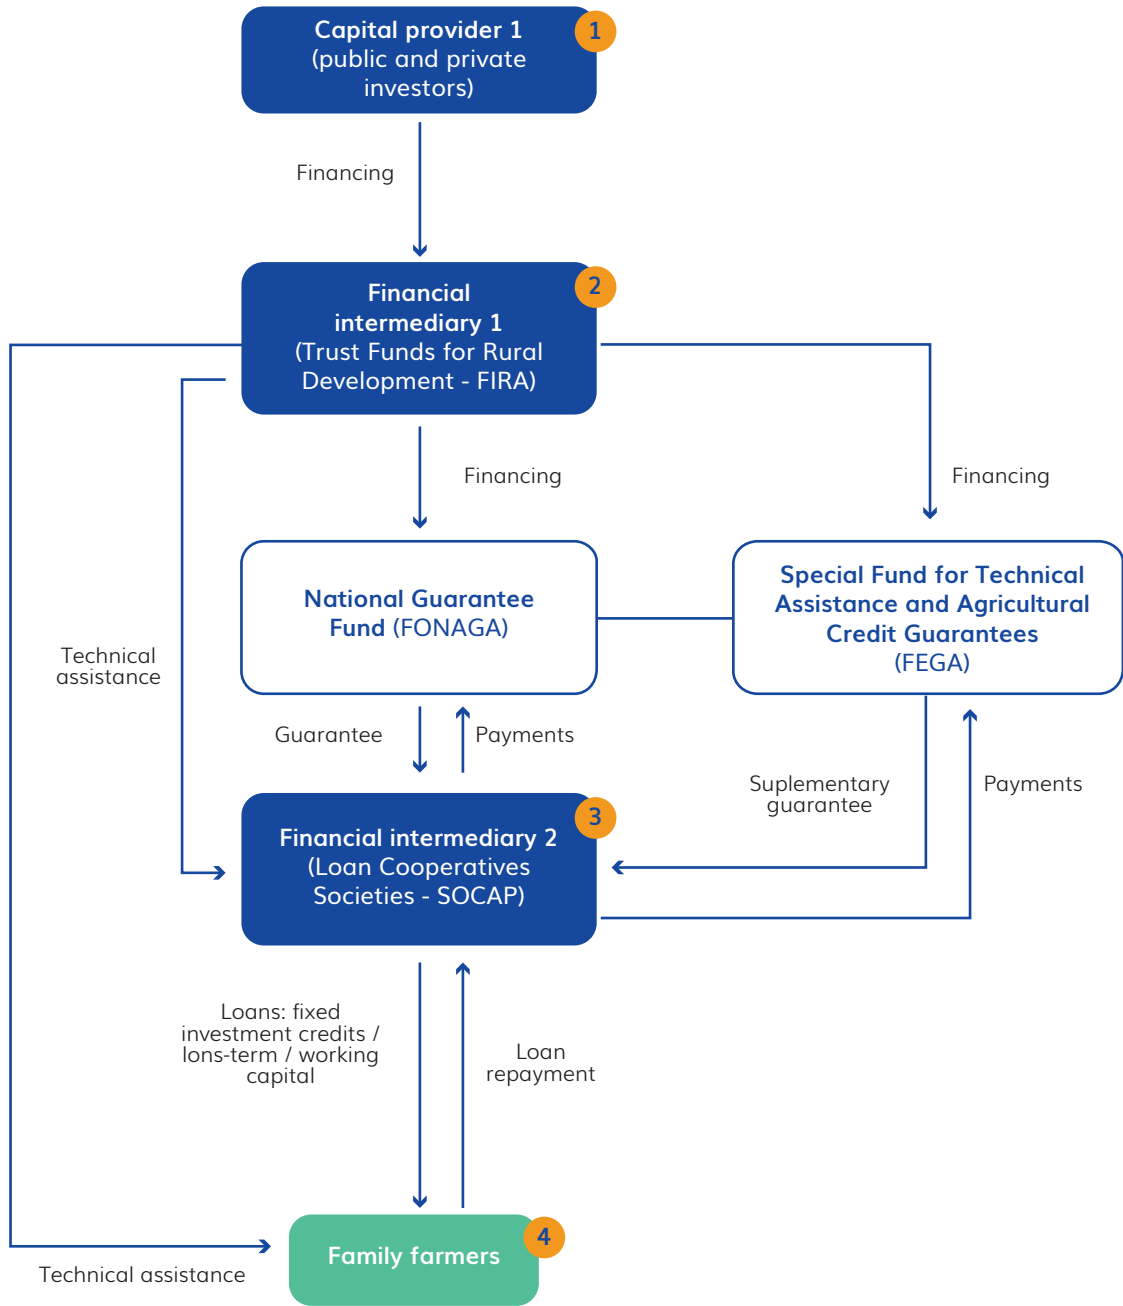 Capital provider 1
(public and private
investors)
1
Financing
Financial
intermediary 1
(Trust Funds for Rural
Development - FIRA)
2
Financing
Financing
National Guarantee
Fund (FONAGA)
Special Fund for Technical
Assistance and Agricultural
Credit Guarantees
(FEGA)
Technical
assistance
Guarantee
Payments
Suplementary
guarantee
Payments
Financial intermediary 2
(Loan Cooperatives
Societies - SOCAP)
3
Loans: fixed
investment credits /
lons-term / working
capital
Loan
repayment
Family farmers
4
Technical assistance